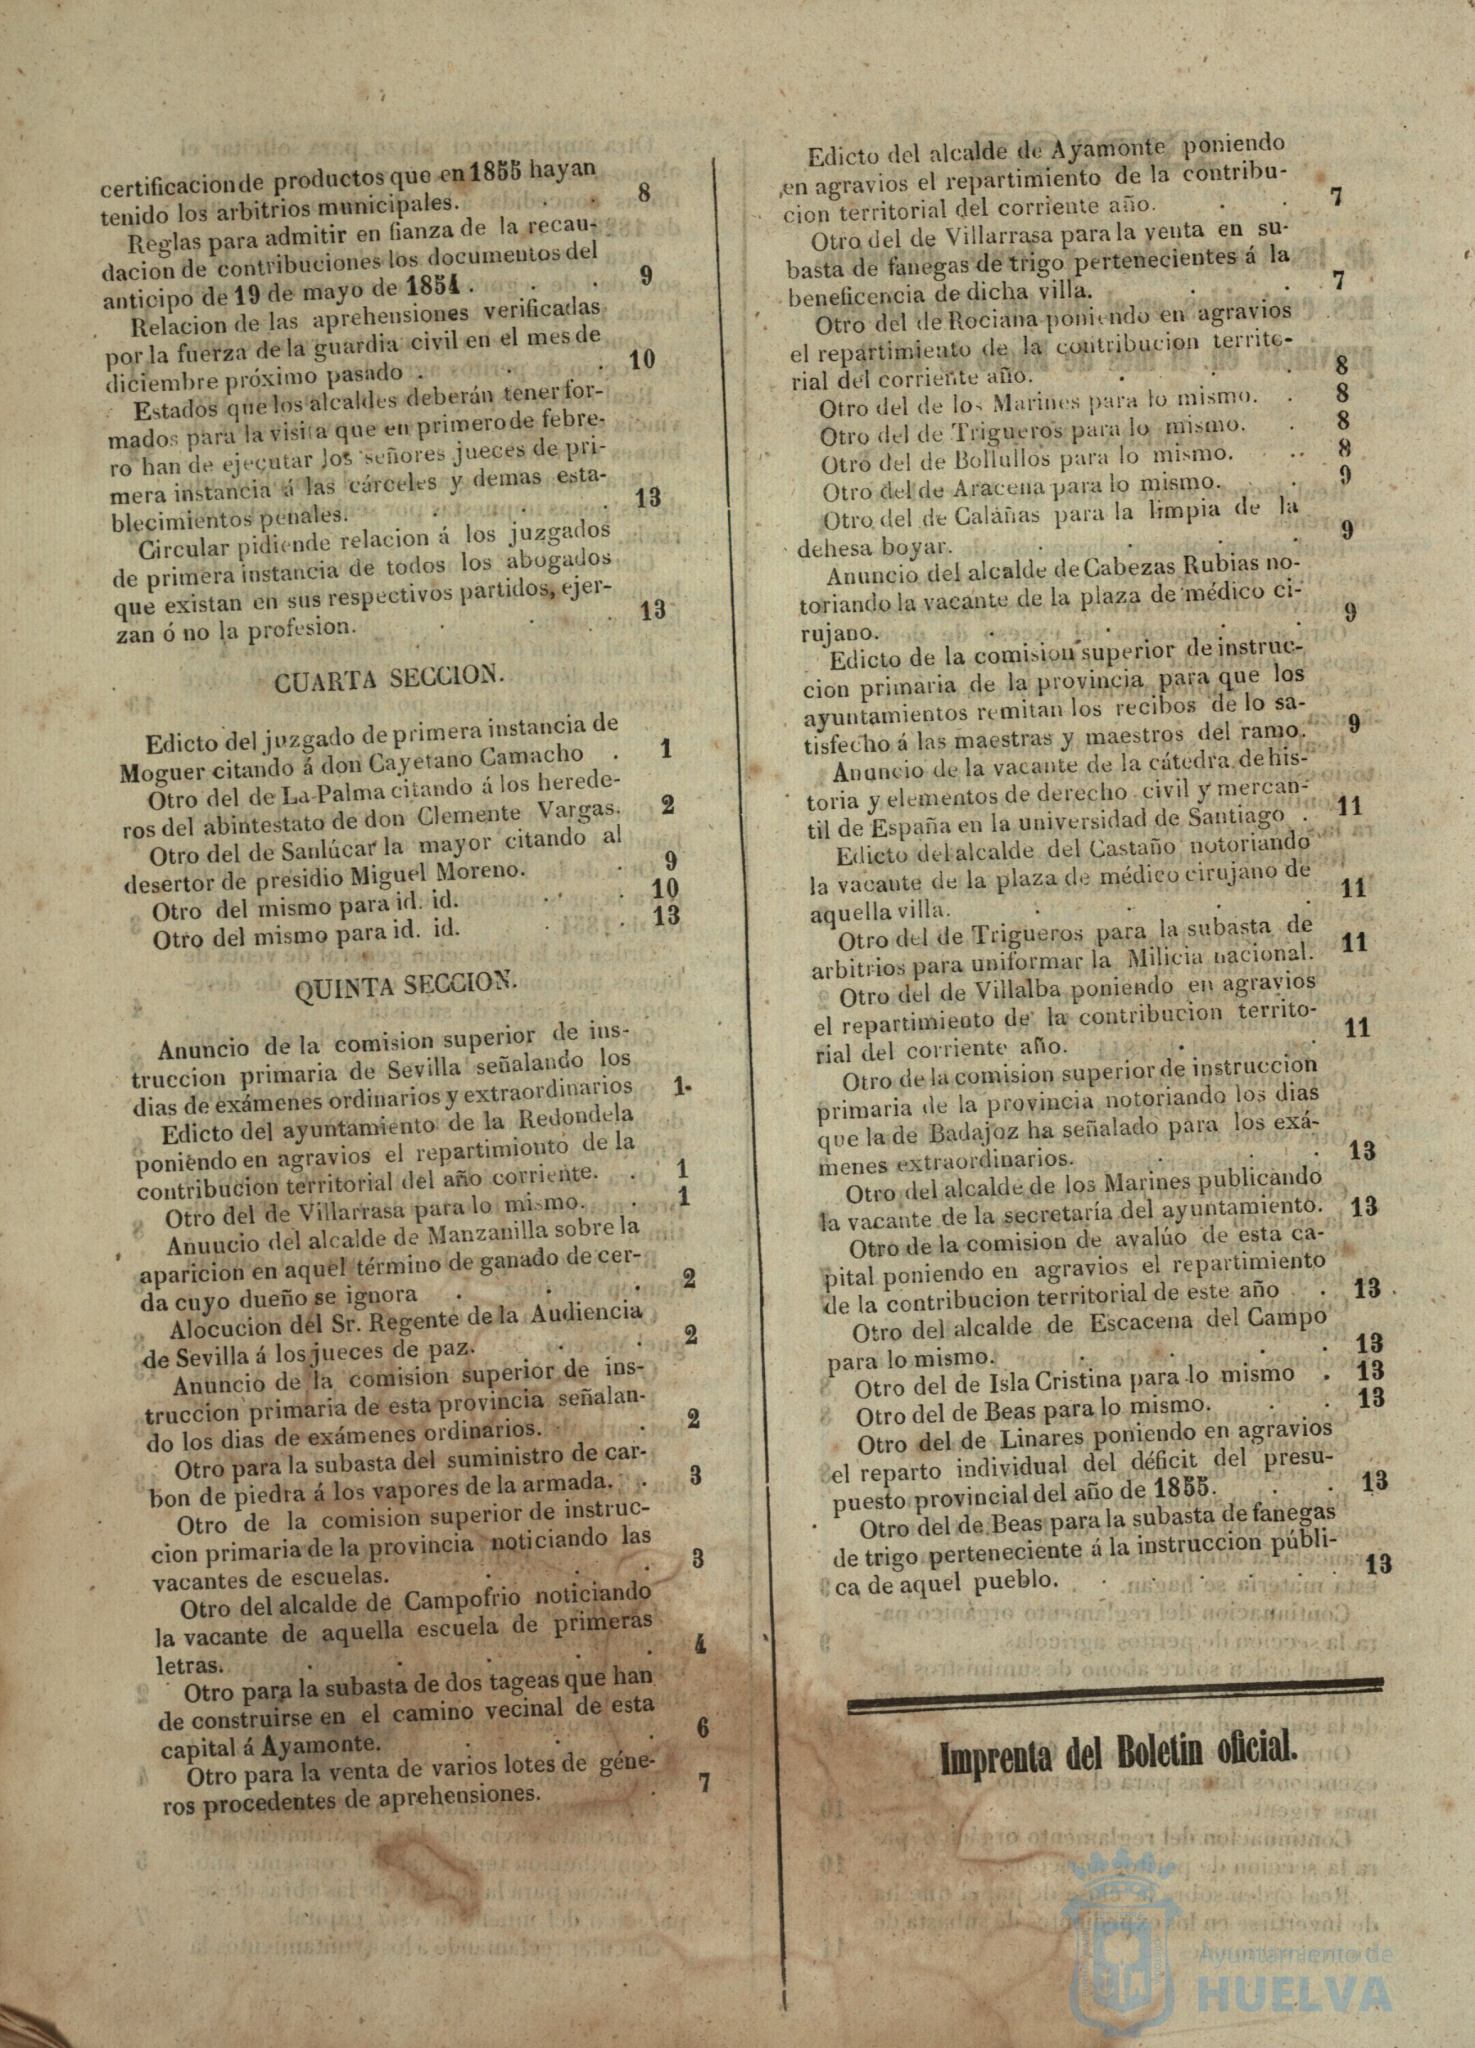 certificacion de productos que en 1855 hayan
tenido los arbitrios municipales. 8
Reglas para admitir en fianza de la recau-
dacion de contribuciones los documentos del
anticipo de 19 de mayo de 1854 . 9
Relacion de las aprehensiones verificadas
por la fuerza de la guardia civil en el mes de
diciembre próximo pasado . 10
Estados que los alcaldes deberán tener for-
mados para la visita que en primero de febre-
ro han de ejecutar los señores jueces de pri-
mera instancia á las cárceles y demas esta-
blecimientos penales. 13
Circular pidiende relacion á los juzgados
de primera instancia de todos los abogados
que existan en sus respectivos partidos, ejer-
zan ó no la profesion. 13
CUARTA SECCION.
Edicto del juzgado de primera instancia de
Moguer citando á don Cayetano Camacho . 1
Otro del de La Palma citando á los herede-
ros del abintestato de don Clemente Vargas. 2
Otro del de Sanlúcar la mayor citando al
desertor de presidio Miguel Moreno. 9
Otro del mismo para id. id. 10
Otro del mismo para id. id. 13
QUINTA SECCION.
Anuncio de la comision superior de ins-
truccion primaria de Sevilla señalando los
dias de exámenes ordinarios y extraordinarios 1
Edicto del ayuntamiento de la Redondela
poniendo en agravios el repartimionto de la
contribucion territorial del año corriente. . 1
Otro del de Villarrasa para lo mismo. . 1
Anuucio del alcalde de Manzanilla sobre la
aparicion en aquel término de ganado de cer-
da cuyo dueño se ignora . 2
Alocucion del Sr. Regente de la Audiencia
de Sevilla á los jueces de paz. 2
Anuncio de la comision superior de ins-
truccion primaria de esta provincia señalan-
do los dias de exámenes ordinarios. 2
Otro para la subasta del suministro de car-
bon de piedra á los vapores de la armada. . 3
Otro de la comision superior de instruc-
cion primaria de la provincia noticiando las
vacantes de escuelas. 3
Otro del alcalde de Campofrio noticiando
la vacante de aquella escuela de primeras
letras. 4
Otro para la subasta de dos tageas que han
de construirse en el camino vecinal de esta
capital á Ayamonte. 6
Otro para la venta de varios lotes de géne-
ros procedentes de aprehensiones. 7
Edicto del alcalde de Ayamonte poniendo
en agravios el repartimiento de la contribu-
cion territorial del corriente año. 7
Otro del de Villarrasa para la venta en su-
basta de fanegas de trigo pertenecientes á la
beneficencia de dicha villa. 7
Otro del de Rociana poniendo en agravios
el repartimiento de la contribucion territo-
rial del corriente año. 8
Otro del de los Marines para lo mismo. . 8
Otro del de Trigueros para lo mismo. . 8
Otro del de Bollullos para lo mismo. . 8
Otro del de Aracena para lo mismo. . 9
Otro del de Calañas para la limpia de la
dehesa boyar. 9
Anuncio del alcalde de Cabezas Rubias no-
toriando la vacante de la plaza de médico ci-
rujano. 9
Edicto de la comision superior de instruc-
cion primaria de la provincia para que los
ayuntamientos remitan los recibos de lo sa-
tisfecho á las maestras y maestros del ramo. 9
Anuncio de la vacante de la cátedra de his-
toria y elementos de derecho civil y mercan-
til de España en la universidad de Santiago . 11
Edicto del alcalde del Castaño notoriando
la vacante de la plaza de médico cirujano de
aquella villa. 11
Otro del de Trigueros para la subasta de
arbitrios para uniformar la Milicia nacional. 11
Otro del de Villalba poniendo en agravios
el repartimiento de la contribucion territo-
rial del corriente año. 11
Otro de la comision superior de instruccion
primaria de la provincia notoriando los dias
que la de Badajoz ha señalado para los exá-
menes extraordinarios. 13
Otro del alcalde de los Marines publicando
la vacante de la secretaría del ayuntamiento. 13
Otro de la comision de avalúo de esta ca-
pital poniendo en agravios el repartimiento
de la contribucion territorial de este año . 13
Otro del alcalde de Escacena del Campo
para lo mismo. 13
Otro del de Isla Cristina para lo mismo . 13
Otro del de Beas para lo mismo. 13
Otro del de Linares poniendo en agravios
el reparto individual del déficit del presu-
puesto provincial del año de 1855. 13
Otro del de Beas para la subasta de fanegas
de trigo perteneciente á la instruccion públi-
ca de aquel pueblo. 13
Imprenta del Boletin oficial.
Ayuntamiento de
HUELVA